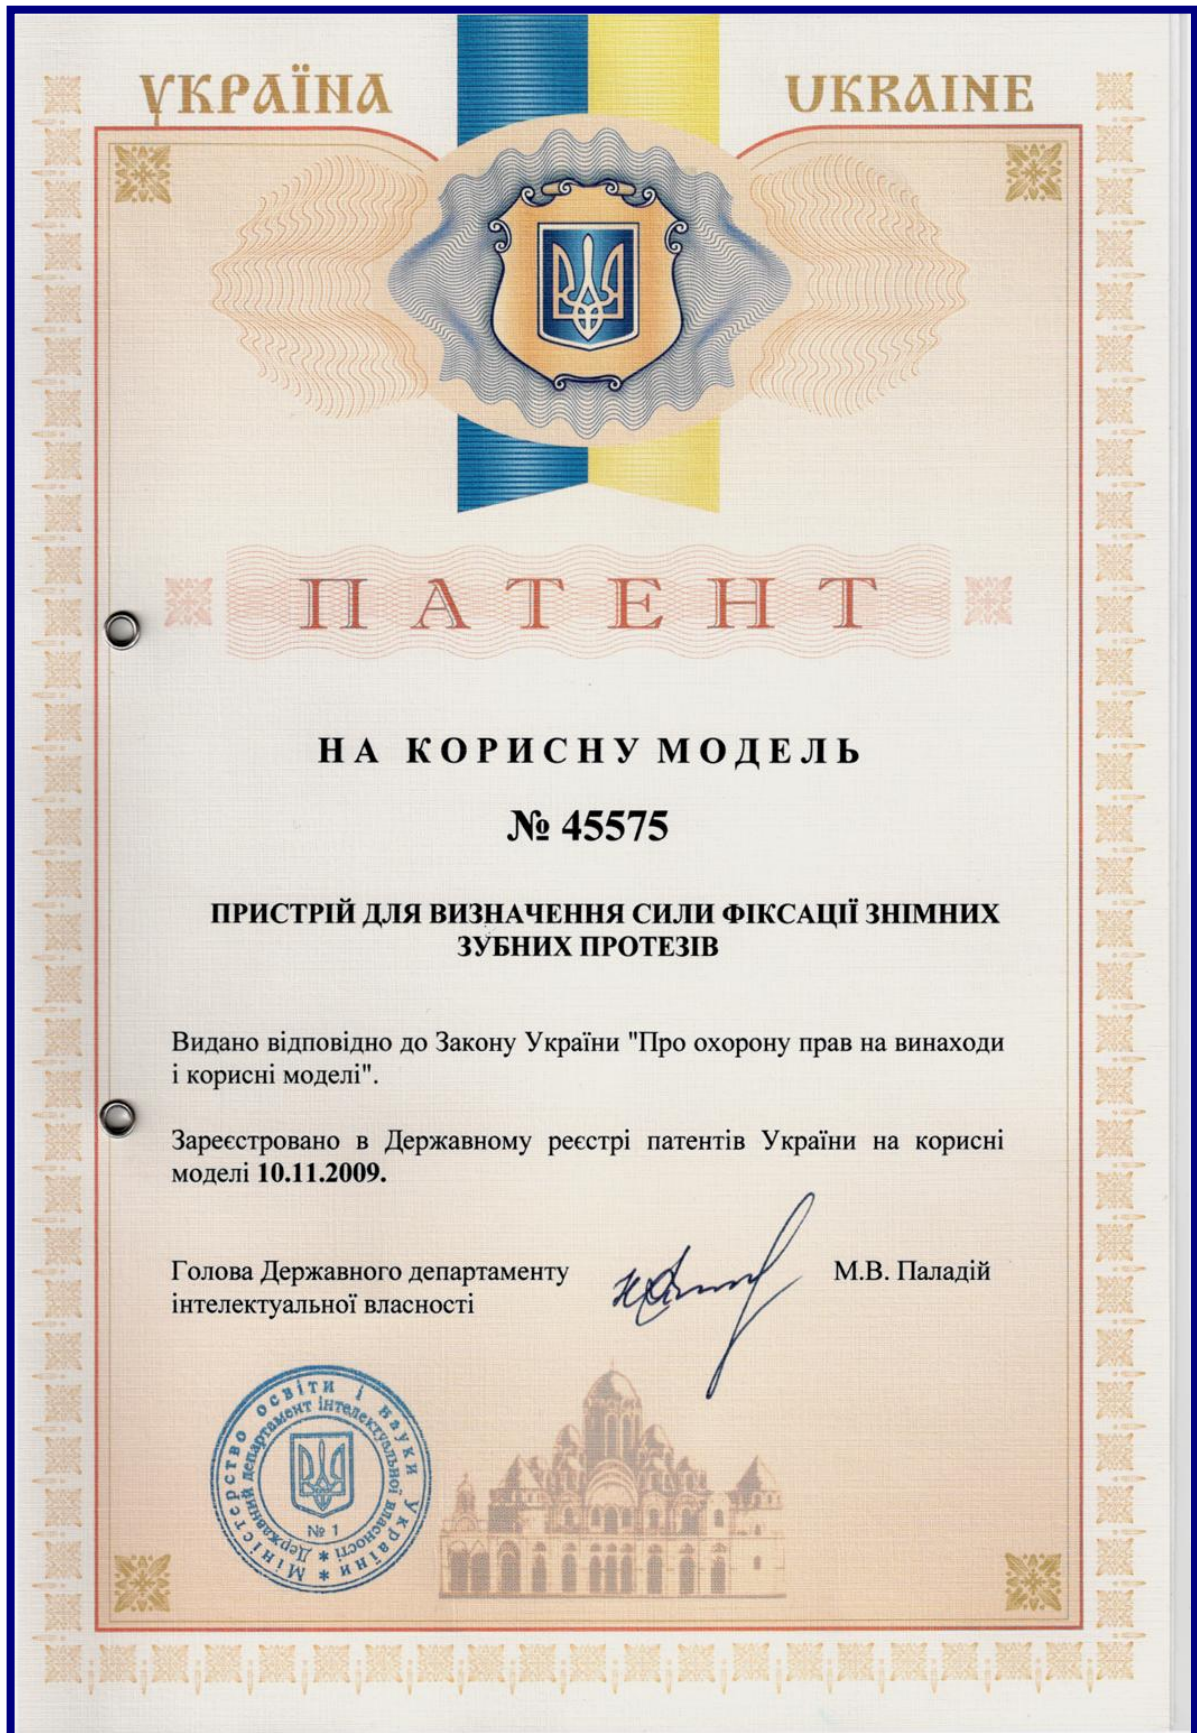 УКРАЇНА
UKRAINE
ПАТЕНТ
НА КОРИСНУ МОДЕЛЬ
№ 45575
ПРИСТРІЙ ДЛЯ ВИЗНАЧЕННЯ СИЛИ ФІКСАЦІЇ ЗНІМНИХ
ЗУБНИХ ПРОТЕЗІВ
Видано відповідно до Закону України "Про охорону прав на винаходи
і корисні моделі".
Зареєстровано в Державному реєстрі патентів України на корисні
моделі 10.11.2009.
Голова Державного департаменту
інтелектуальної власності
М.В. Паладій
Міністерство освіти і науки України *
Державний департамент інтелектуальної власності *
№ 1